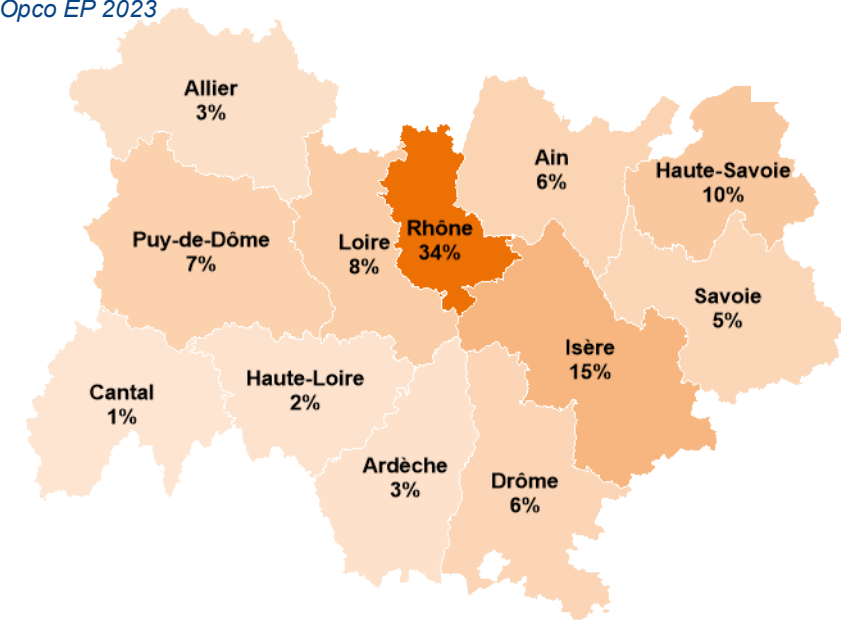 Opco EP 2023
Allier
3%
Ain
6%
Haute-Savoie
10%
Puy-de-Dôme
7%
Loire
8%
Rhône
34%
Savoie
5%
Isère
15%
Cantal
1%
Haute-Loire
2%
Ardèche
3%
Drôme
6%